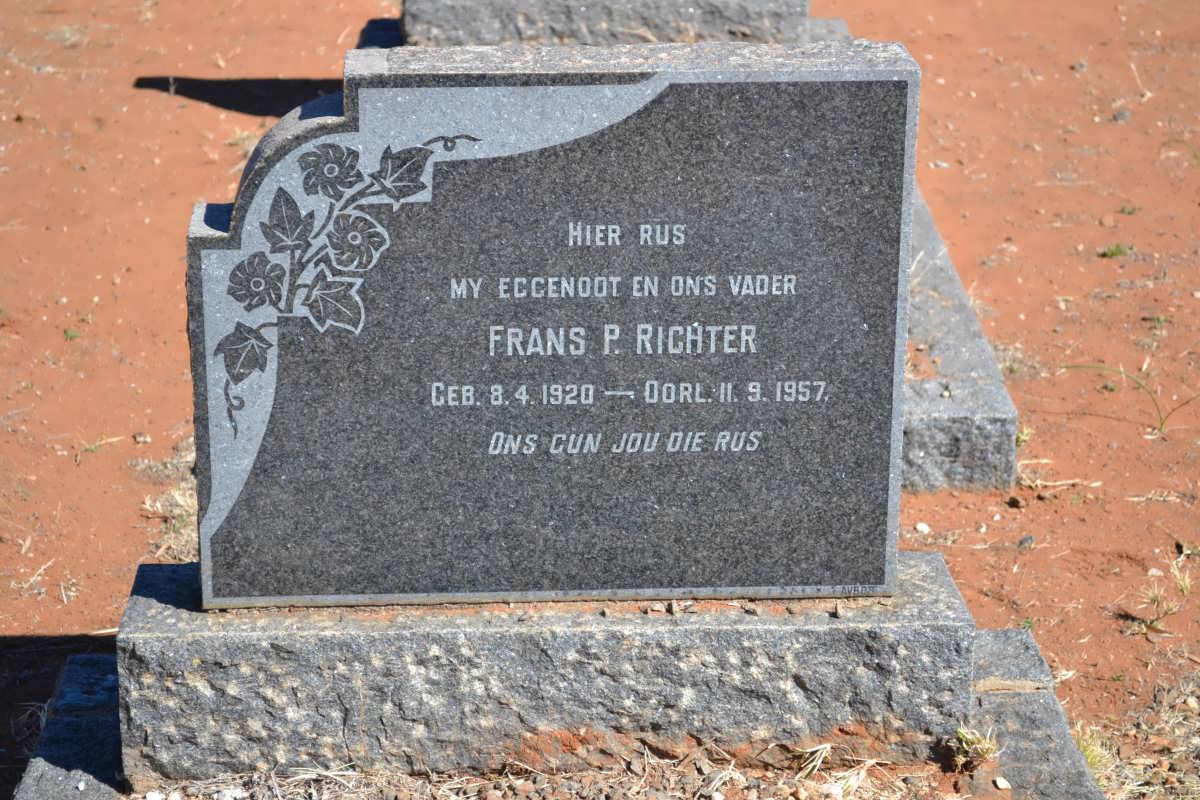 HIER RUS
MY EGGENOOT EN ONS VADER
FRANS P. RICHTER
GEB. 8.4.1920 — OORL. 11.9.1957.
ONS GUN JOU DIE RUS